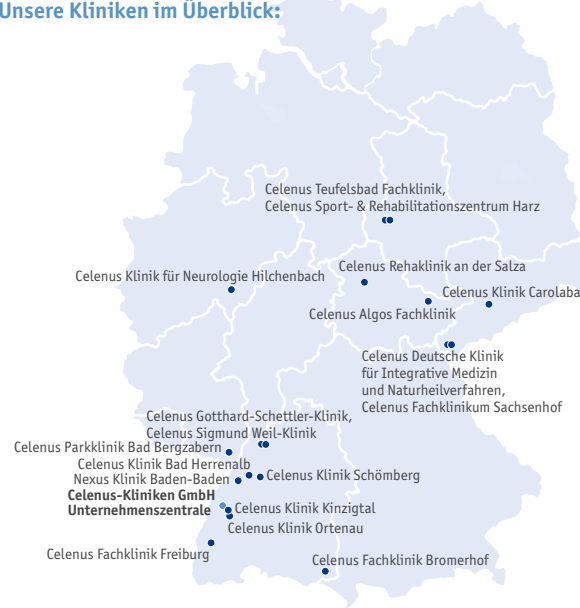 Unsere Kliniken im Überblick:
Celenus Teufelsbad Fachklinik,
Celenus Sport- & Rehabilitationszentrum Harz
Celenus Klinik für Neurologie Hilchenbach
Celenus Rehaklinik an der Salza
Celenus Klinik Carolaba
Celenus Algos Fachklinik
Celenus Deutsche Klinik
für Integrative Medizin
und Naturheilverfahren,
Celenus Fachklinikum Sachsenhof
Celenus Gotthard-Schettler-Klinik,
Celenus Sigmund Weil-Klinik
Celenus Parkklinik Bad Bergzabern
Celenus Klinik Bad Herrenalb
Nexus Klinik Baden-Baden
Celenus Klinik Schömberg
Celenus-Kliniken GmbH
Unternehmenszentrale
Celenus Klinik Kinzigtal
Celenus Klinik Ortenau
Celenus Fachklinik Freiburg
Celenus Fachklinik Bromerhof